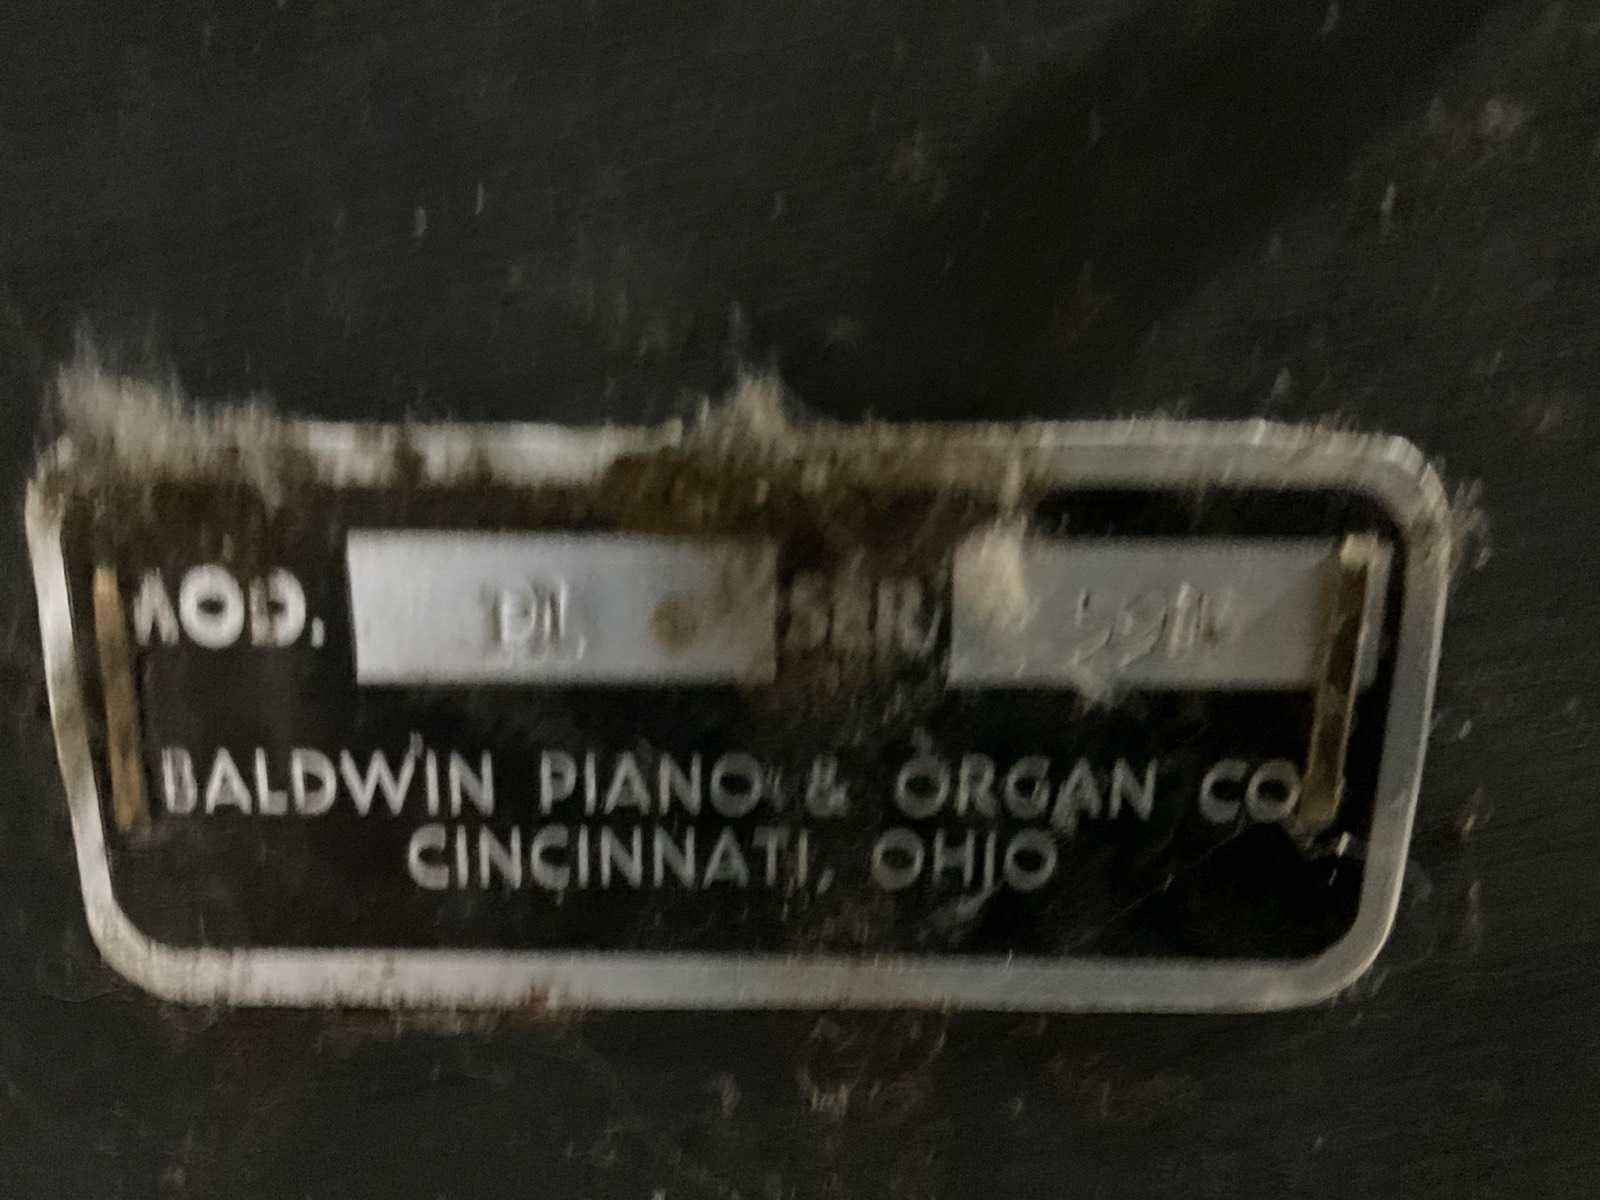 MOD. SER.
BALDWIN PIANO & ORGAN CO.
CINCINNATI, OHIO